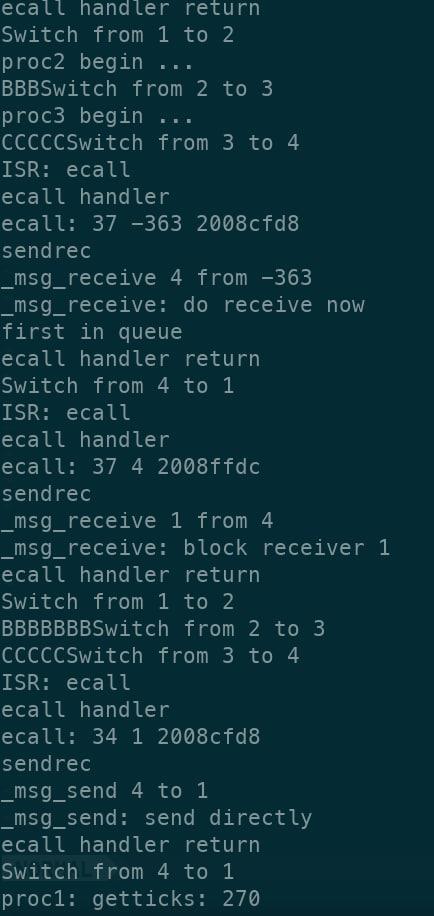 ecall handler return
Switch from 1 to 2
proc2 begin ...
BBBSwitch from 2 to 3
proc3 begin ...
CCCCCSwitch from 3 to 4
ISR: ecall
ecall handler
ecall: 37 -363 2008cfd8
sendrec
_msg_receive 4 from -363
_msg_receive: do receive now
first in queue
ecall handler return
Switch from 4 to 1
ISR: ecall
ecall handler
ecall: 37 4 2008ffdc
sendrec
_msg_receive 1 from 4
_msg_receive: block receiver 1
ecall handler return
Switch from 1 to 2
BBBBBBBSwitch from 2 to 3
CCCCCSwitch from 3 to 4
ISR: ecall
ecall handler
ecall: 34 1 2008cfd8
sendrec
_msg_send 4 to 1
_msg_send: send directly
ecall handler return
Switch from 4 to 1
proc1: getticks: 270